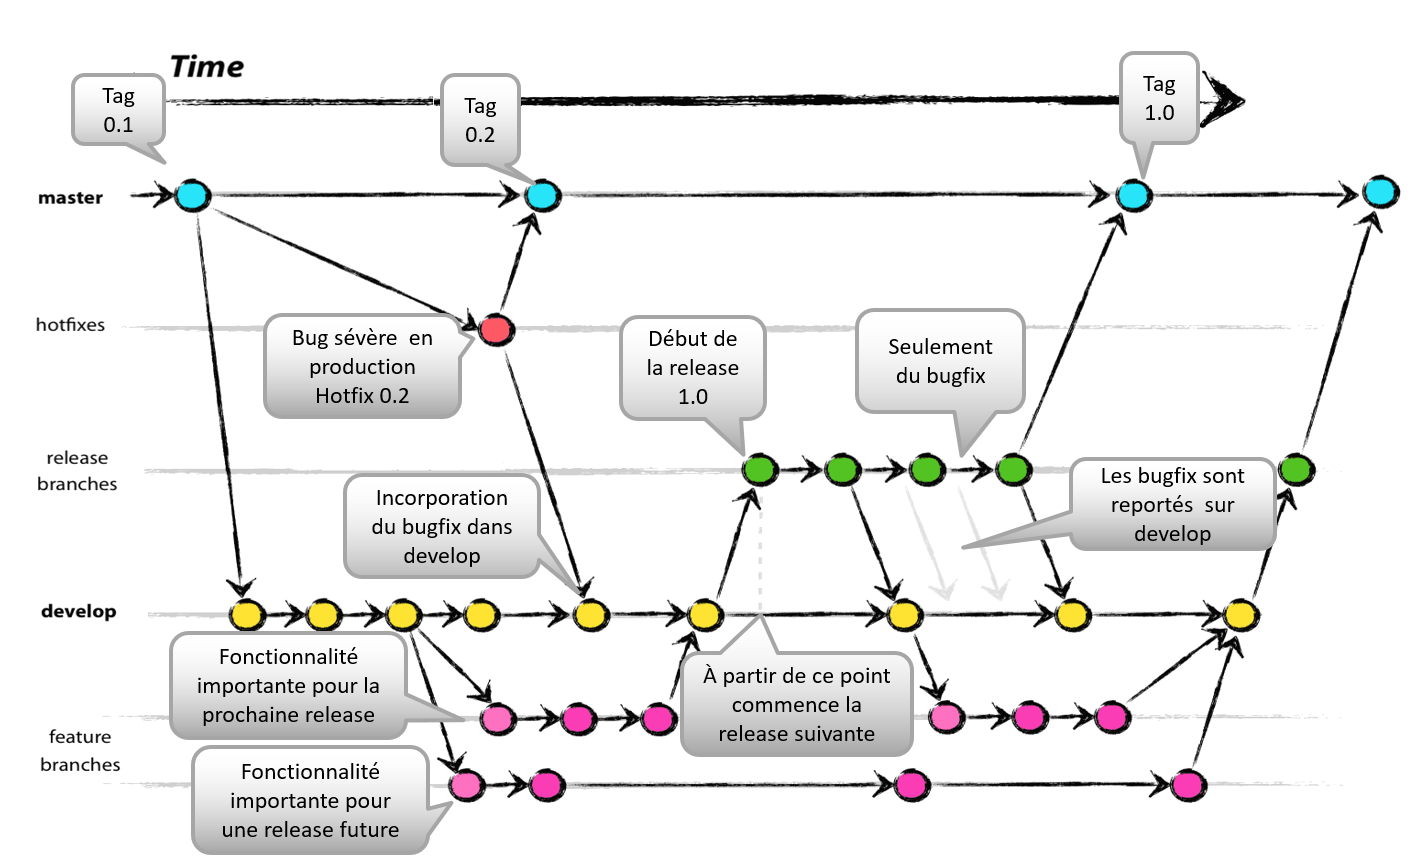 Time
Tag
0.1
Tag
0.2
Tag
1.0
master
hotfixes
Bug sévère en
production
Hotfix 0.2
Début de
la release
1.0
Seulement
du bugfix
release
branches
Incorporation
du bugfix dans
develop
Les bugfix sont
reportés sur
develop
develop
Fonctionnalité
importante pour la
prochaine release
À partir de ce point
commence la
release suivante
feature
branches
Fonctionnalité
importante pour
une release future